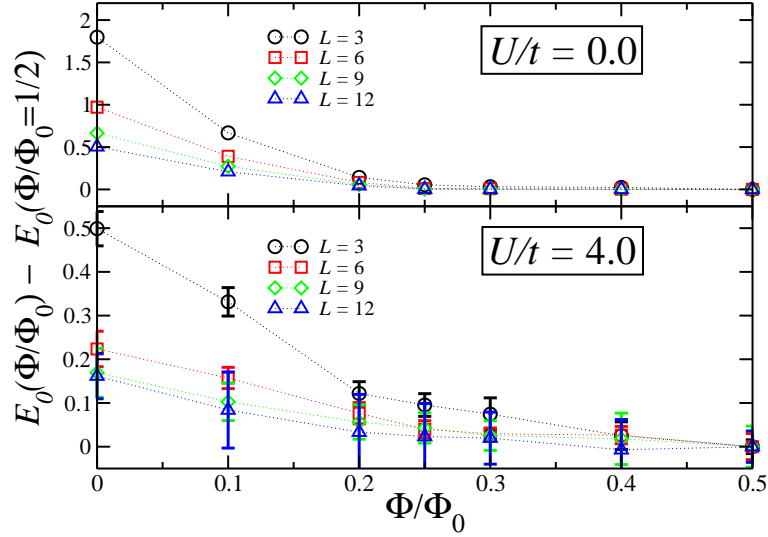 E₀(Φ/Φ₀) − E₀(Φ/Φ₀=1/2)
2
1.5
1
0.5
0
L = 3
L = 6
L = 9
L = 12
U/t = 0.0
0.5
0.4
0.3
0.2
0.1
0
L = 3
L = 6
L = 9
L = 12
U/t = 4.0
0 0.1 0.2 0.3 0.4 0.5
Φ/Φ₀